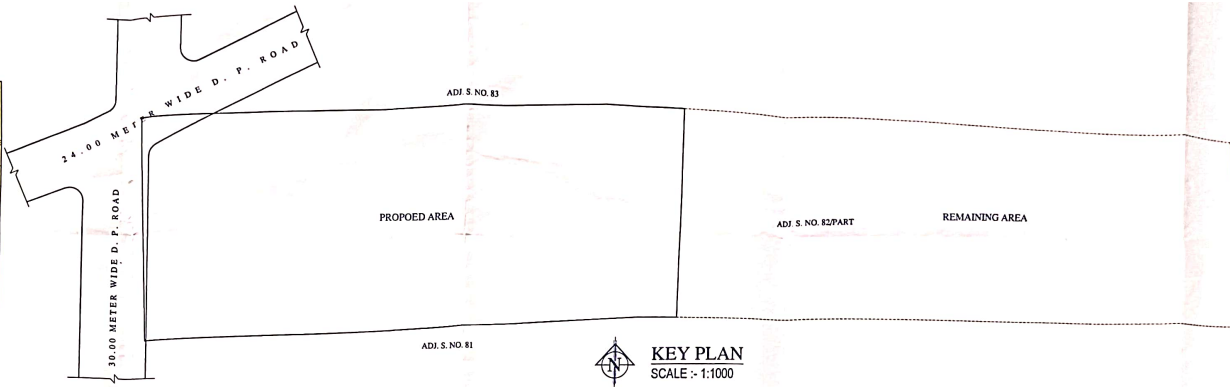 24.00 METER WIDE D. P. ROAD
ADJ. S. NO. 83
30.00 METER WIDE D. P. ROAD
PROPOED AREA
ADJ. S. NO. 82/PART
REMAINING AREA
ADJ. S. NO. 81
N
KEY PLAN
SCALE :- 1:1000